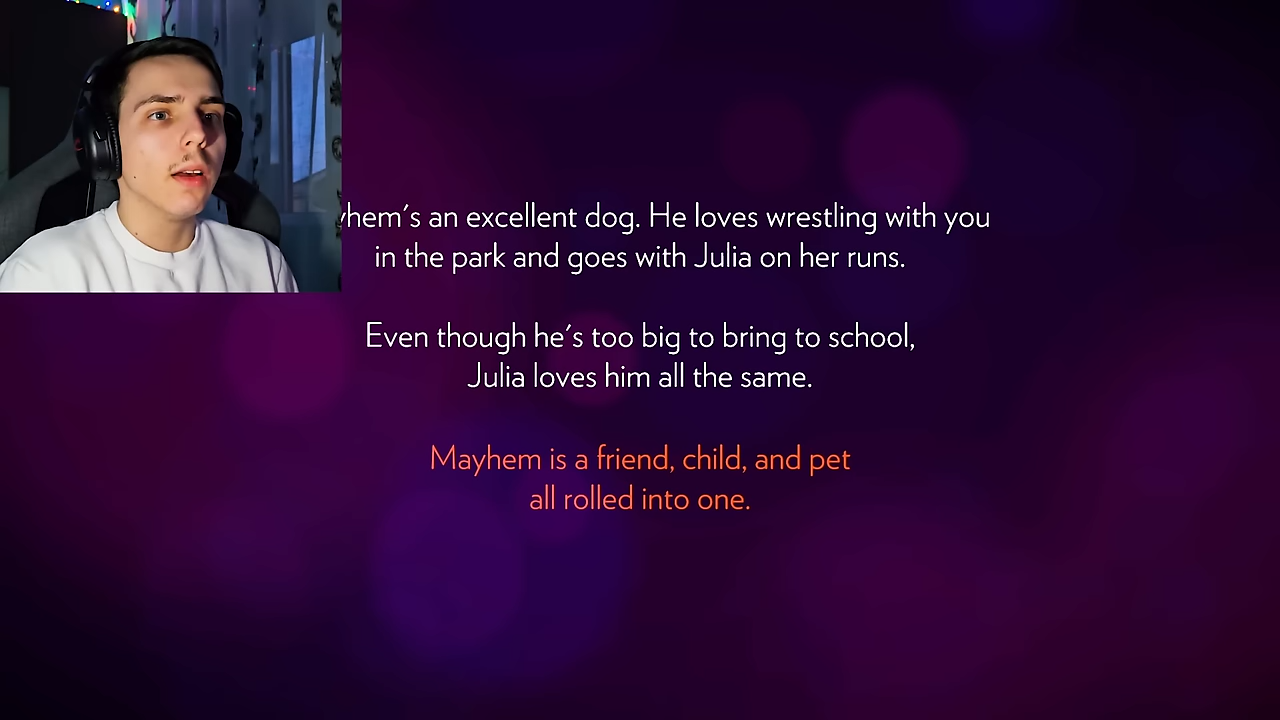 hem's an excellent dog. He loves wrestling with you
in the park and goes with Julia on her runs.
Even though he's too big to bring to school,
Julia loves him all the same.
Mayhem is a friend, child, and pet
all rolled into one.